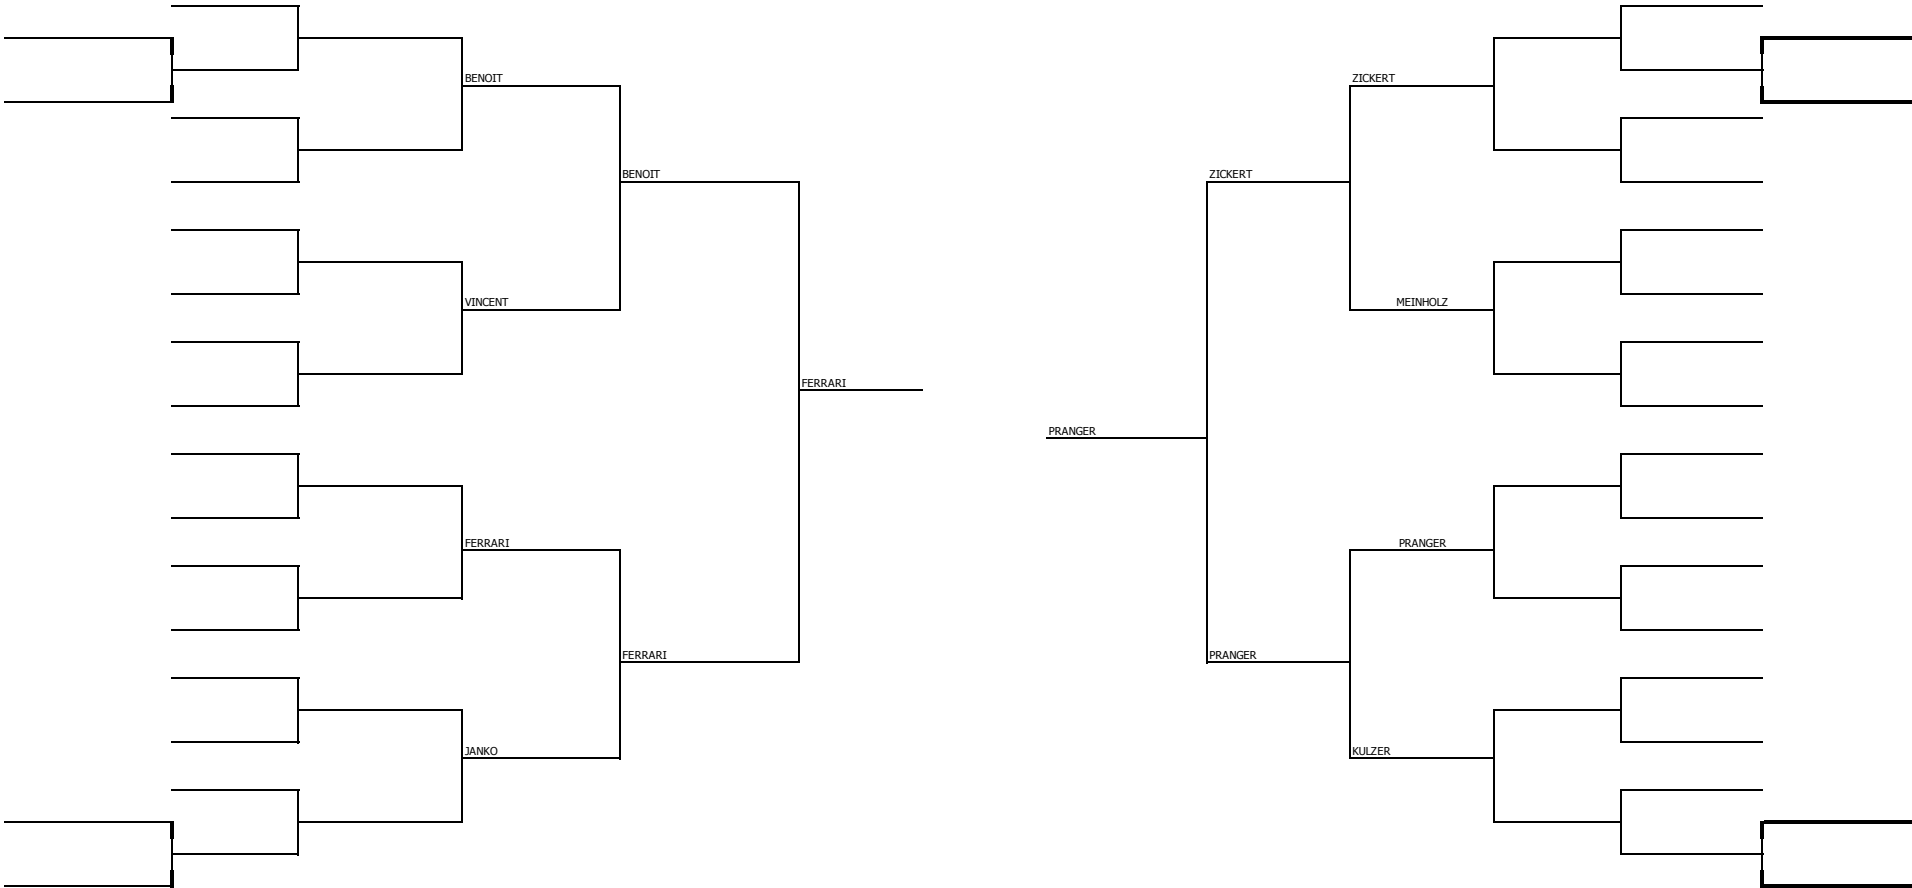 BENOIT
ZICKERT
BENOIT
ZICKERT
VINCENT
MEINHOLZ
FERRARI
PRANGER
FERRARI
PRANGER
FERRARI
PRANGER
JANKO
KULZER